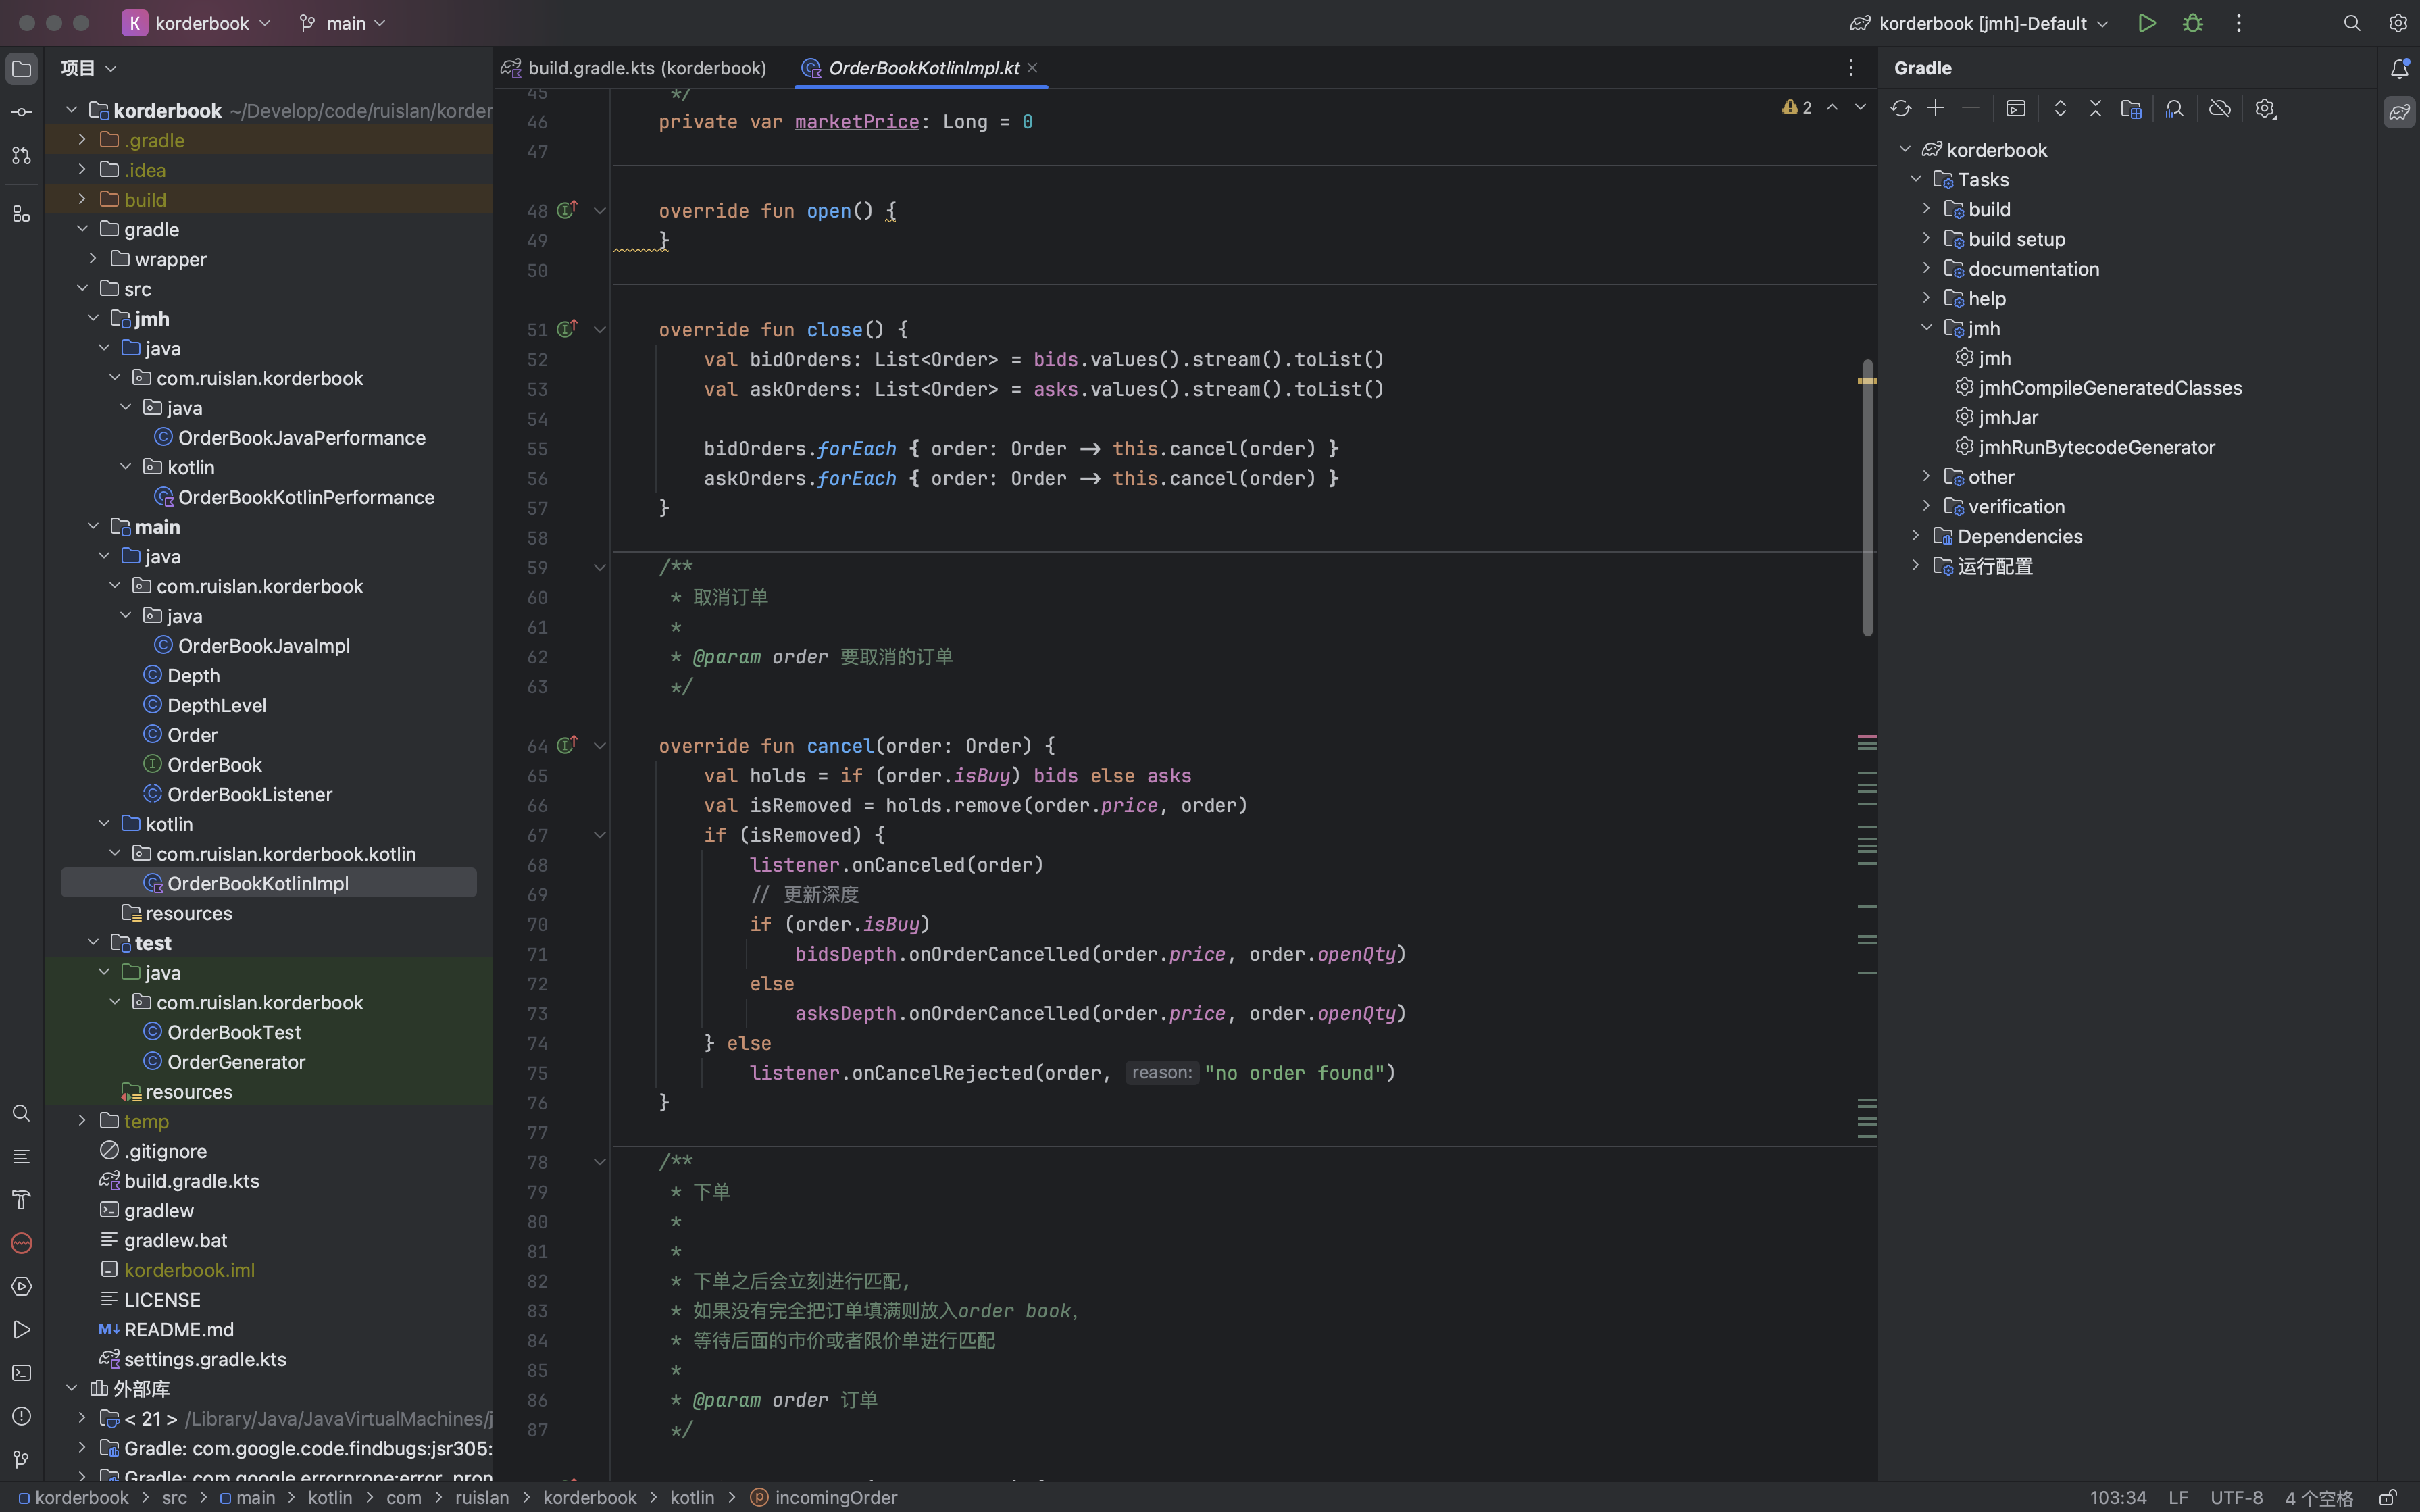 K korderbook main korderbook [jmh]-Default
项目
korderbook ~/Develop/code/ruislan/korder
.gradle
.idea
build
gradle
wrapper
src
jmh
java
com.ruislan.korderbook
java
OrderBookJavaPerformance
kotlin
OrderBookKotlinPerformance
main
java
com.ruislan.korderbook
java
OrderBookJavaImpl
Depth
DepthLevel
Order
OrderBook
OrderBookListener
kotlin
com.ruislan.korderbook.kotlin
OrderBookKotlinImpl
resources
test
java
com.ruislan.korderbook
OrderBookTest
OrderGenerator
resources
temp
.gitignore
build.gradle.kts
gradlew
gradlew.bat
korderbook.iml
LICENSE
README.md
settings.gradle.kts
外部库
< 21 > /Library/Java/JavaVirtualMachines/j
Gradle: com.google.code.findbugs:jsr305:
Gradle: com.google.errorprone:error_pron
build.gradle.kts (korderbook) OrderBookKotlinImpl.kt
2
45 */
46 private var marketPrice: Long = 0
47
48 override fun open() {
49 }
50
51 override fun close() {
52 val bidOrders: List<Order> = bids.values().stream().toList()
53 val askOrders: List<Order> = asks.values().stream().toList()
54
55 bidOrders.forEach { order: Order -> this.cancel(order) }
56 askOrders.forEach { order: Order -> this.cancel(order) }
57 }
58
59 /**
60 * 取消订单
61 *
62 * @param order 要取消的订单
63 */
64 override fun cancel(order: Order) {
65 val holds = if (order.isBuy) bids else asks
66 val isRemoved = holds.remove(order.price, order)
67 if (isRemoved) {
68 listener.onCanceled(order)
69 // 更新深度
70 if (order.isBuy)
71 bidsDepth.onOrderCancelled(order.price, order.openQty)
72 else
73 asksDepth.onOrderCancelled(order.price, order.openQty)
74 } else
75 listener.onCancelRejected(order, reason: "no order found")
76 }
77
78 /**
79 * 下单
80 *
81 *
82 * 下单之后会立刻进行匹配,
83 * 如果没有完全把订单填满则放入order book,
84 * 等待后面的市价或者限价单进行匹配
85 *
86 * @param order 订单
87 */
Gradle
korderbook
Tasks
build
build setup
documentation
help
jmh
jmh
jmhCompileGeneratedClasses
jmhJar
jmhRunBytecodeGenerator
other
verification
Dependencies
运行配置
korderbook > src > main > kotlin > com > ruislan > korderbook > kotlin > incomingOrder
103:34 LF UTF-8 4 个空格